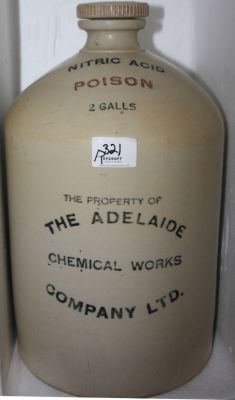 NITRIC ACID
POISON
2 GALLS
321
THE PROPERTY OF
THE ADELAIDE
CHEMICAL WORKS
COMPANY LTD.